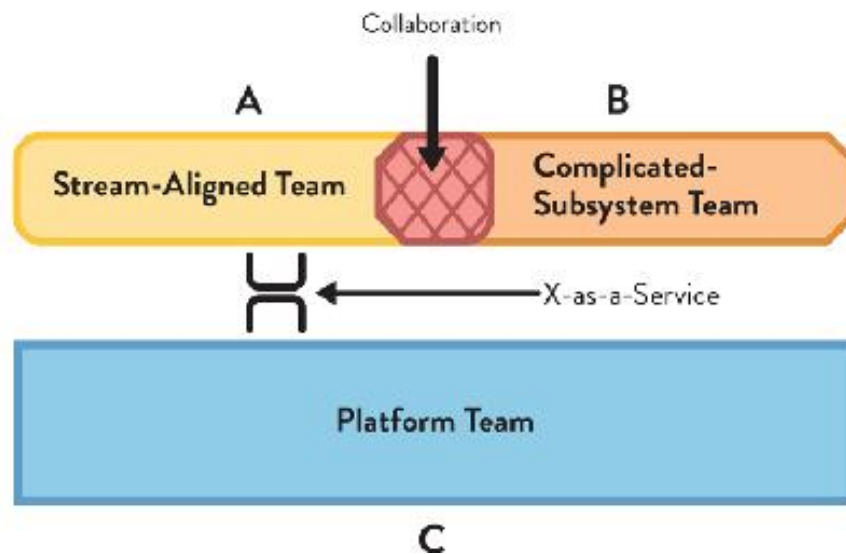 Collaboration
A
B
Stream-Aligned Team
Complicated-
Subsystem Team
X-as-a-Service
Platform Team
C